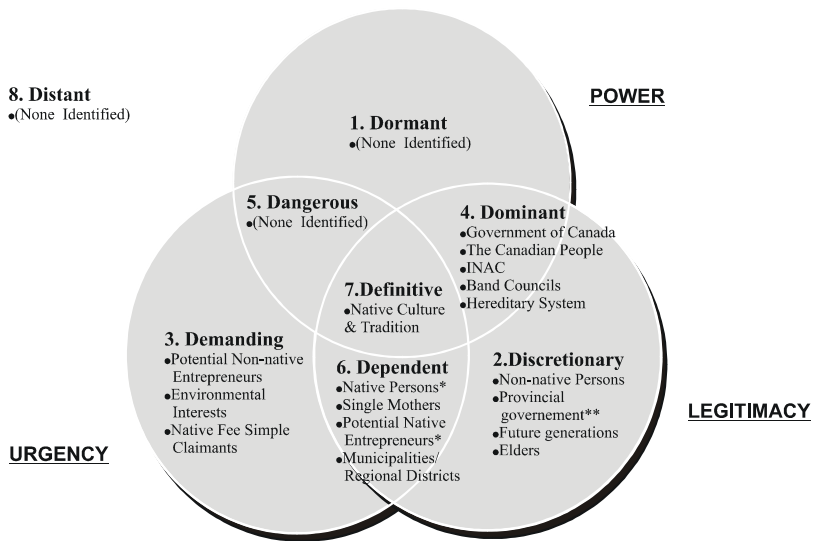 8. Distant
●(None Identified)
POWER
1. Dormant
●(None Identified)
5. Dangerous
●(None Identified)
4. Dominant
●Government of Canada
●The Canadian People
●INAC
●Band Councils
●Hereditary System
7.Definitive
●Native Culture
& Tradition
3. Demanding
●Potential Non-native
Entrepreneurs
●Environmental
Interests
●Native Fee Simple
Claimants
6. Dependent
●Native Persons*
●Single Mothers
●Potential Native
Entrepreneurs*
●Municipalities/
Regional Districts
2.Discretionary
●Non-native Persons
●Provincial
governement**
●Future generations
●Elders
LEGITIMACY
URGENCY